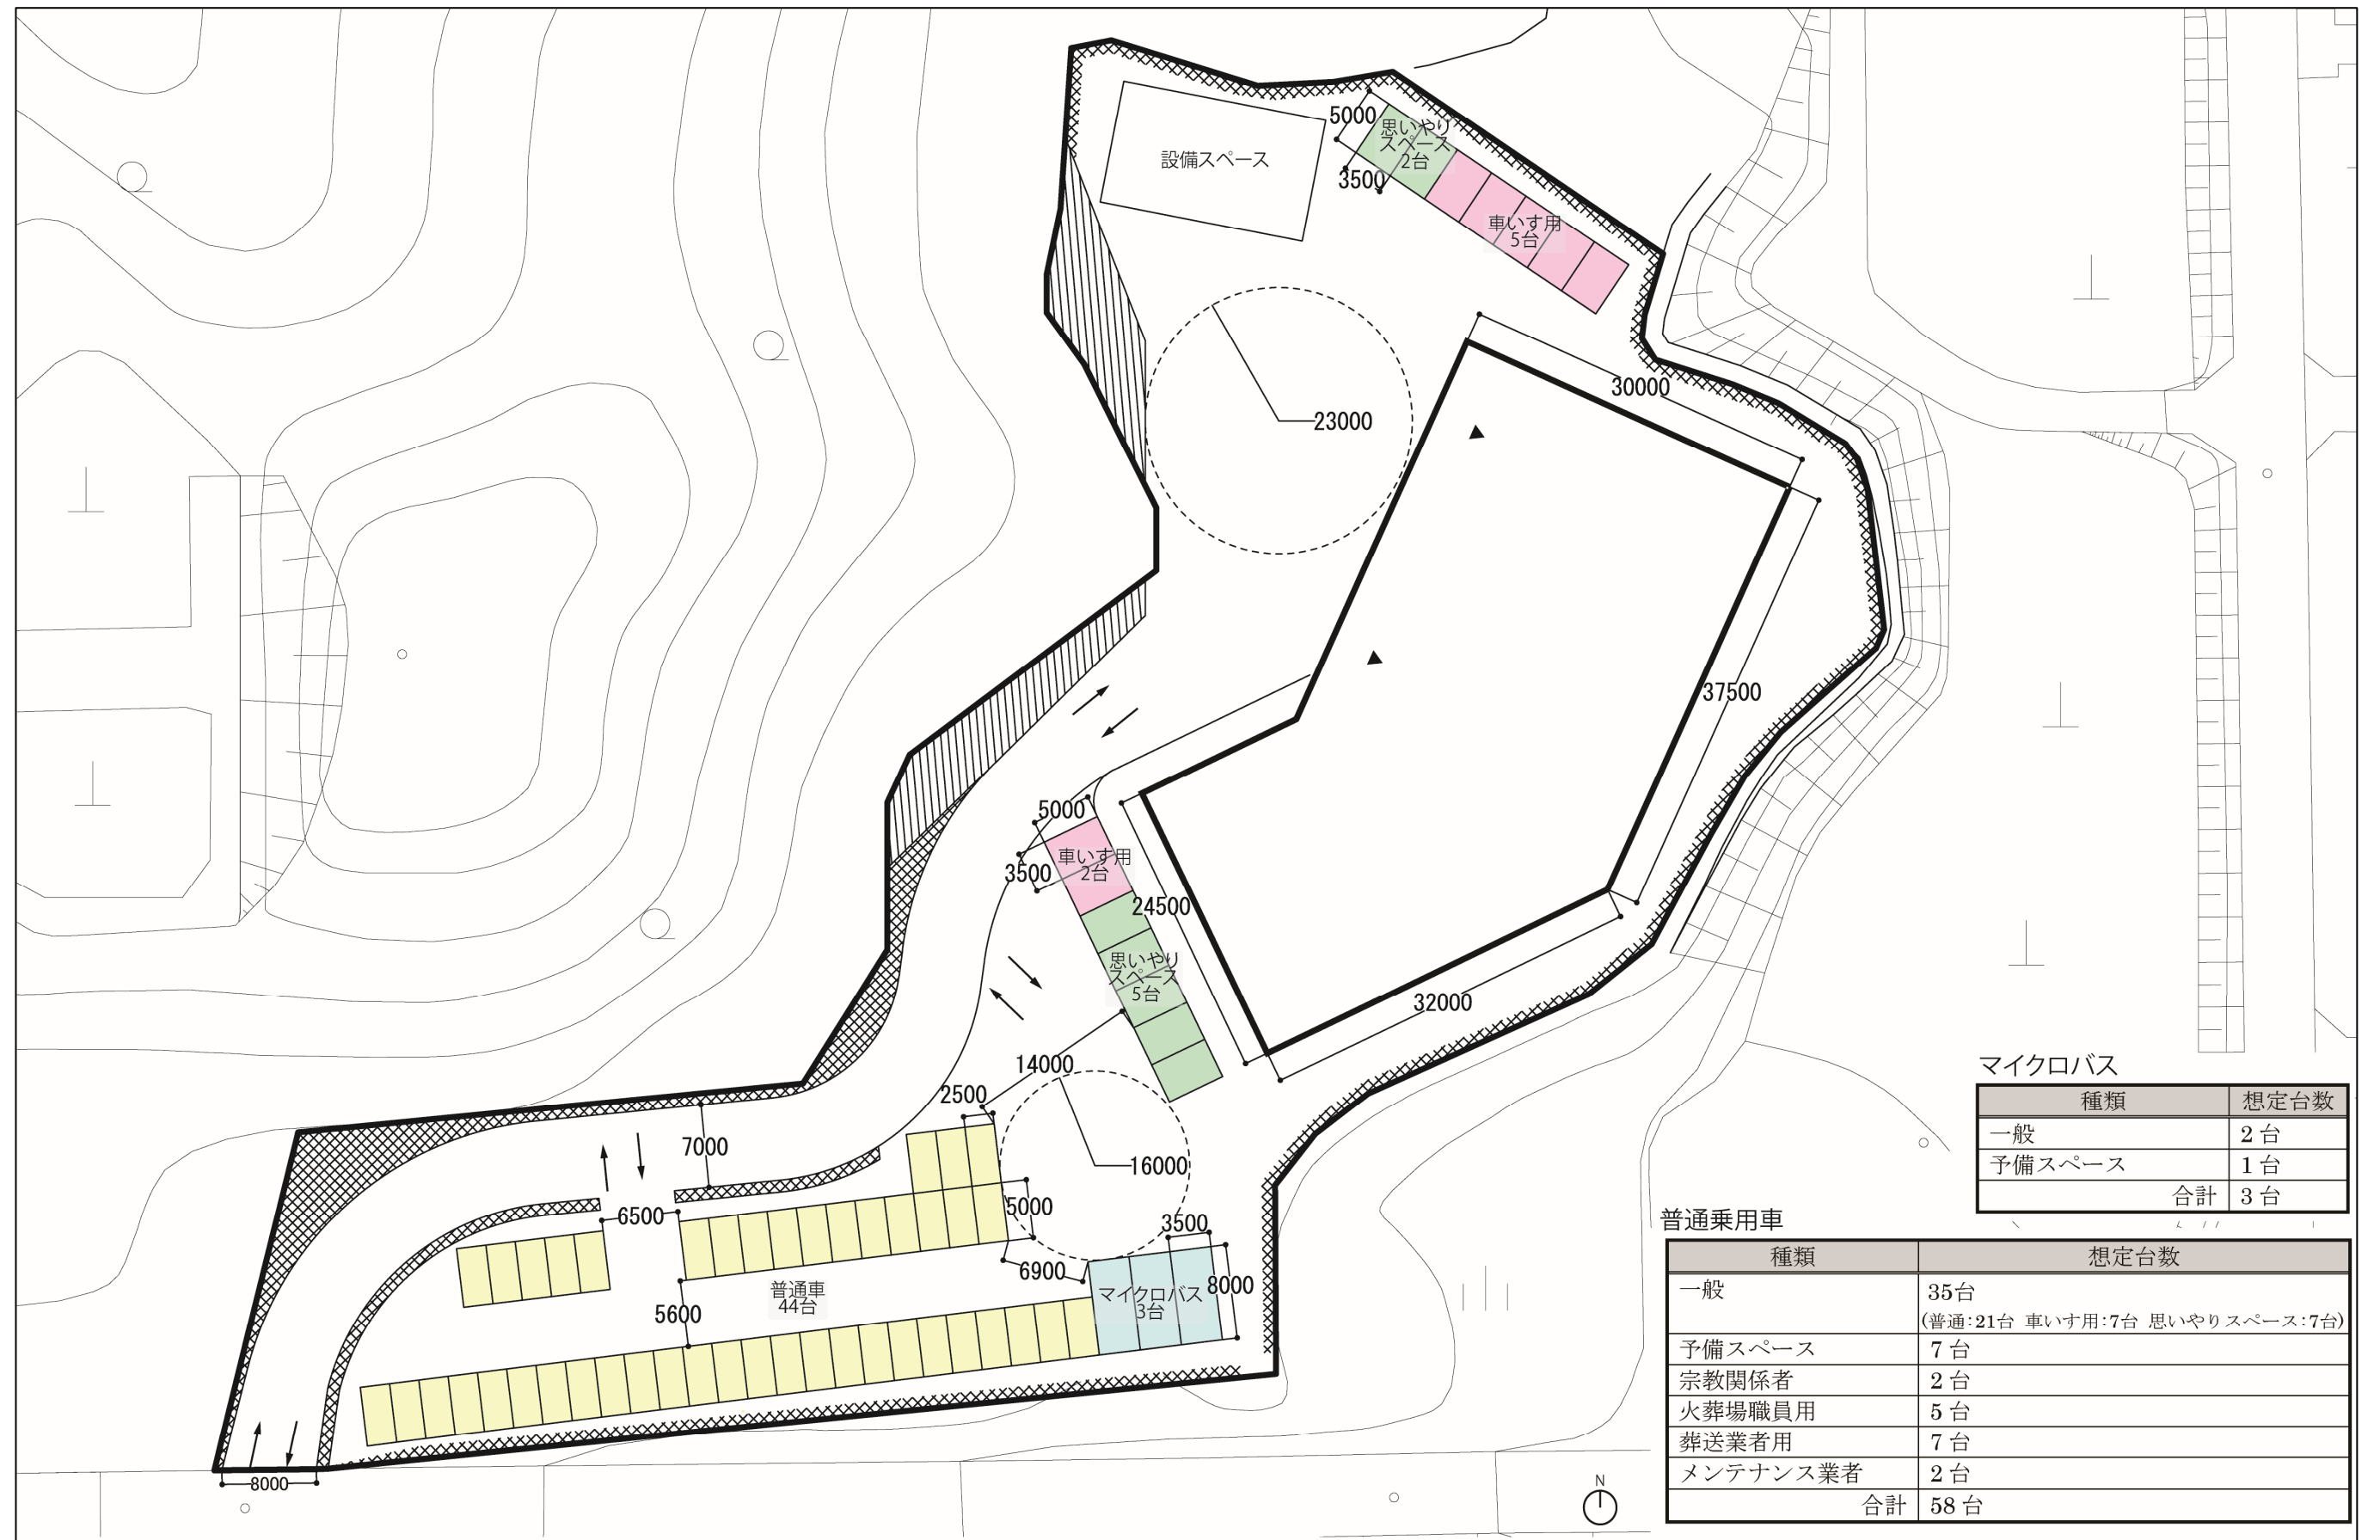 5000
思いやり
スペース
2台
設備スペース
3500
車いす用
5台
30000
23000
37500
5000
車いす用
2台
3500
24500
思いやり
スペース
5台
32000
14000
2500
7000
16000
5000
6500
3500
6900
8000
普通車
44台
マイクロバス
3台
5600
8000
N
マイクロバス
種類 想定台数
一般 2台
予備スペース 1台
合計 3台
普通乗用車
種類 想定台数
一般 35台
(普通:21台 車いす用:7台 思いやりスペース:7台)
予備スペース 7台
宗教関係者 2台
火葬場職員用 5台
葬送業者用 7台
メンテナンス業者 2台
合計 58台